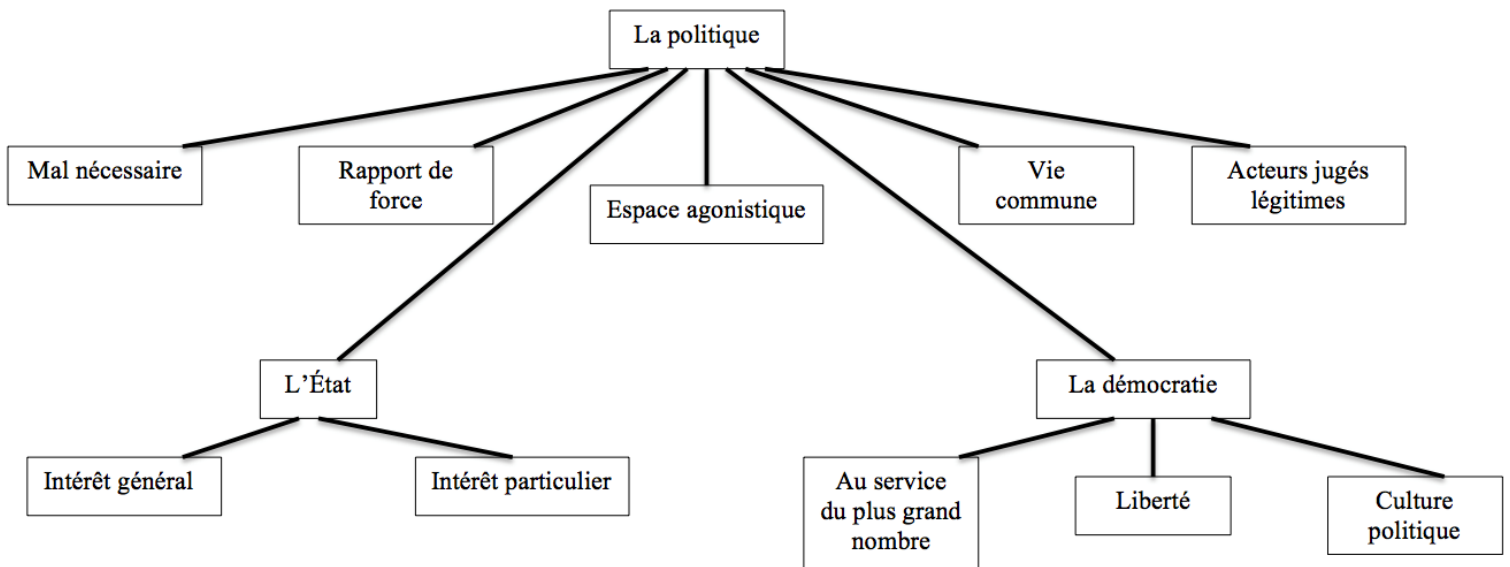 La politique
Mal nécessaire
Rapport de
force
Espace agonistique
Vie
commune
Acteurs jugés
légitimes
L’État
La démocratie
Intérêt général
Intérêt particulier
Au service
du plus grand
nombre
Liberté
Culture
politique